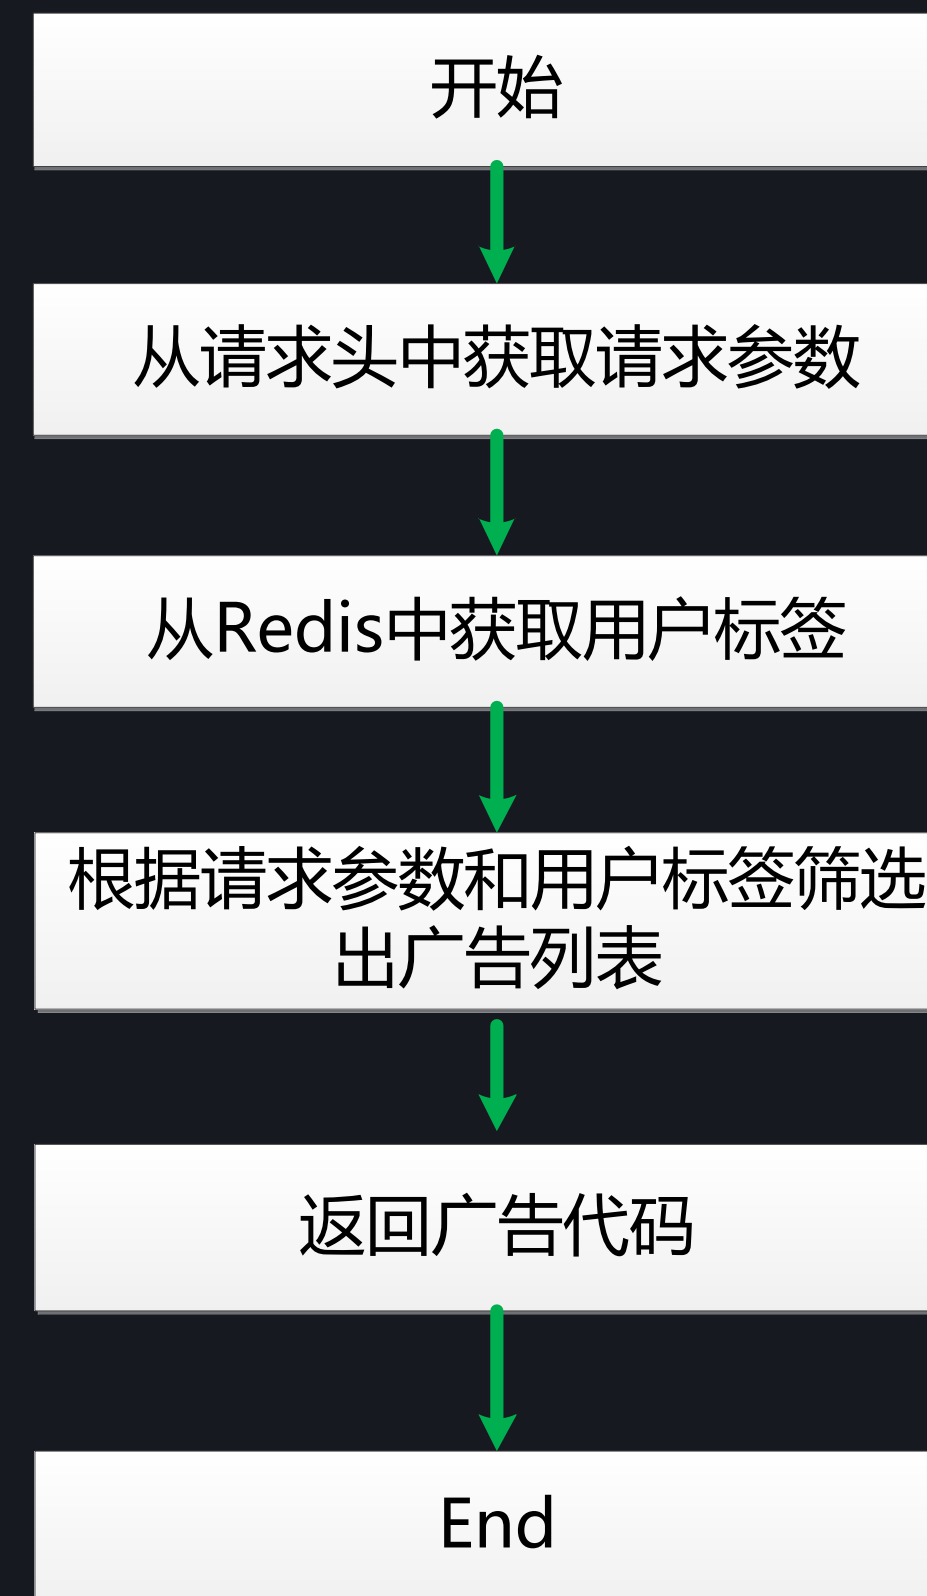 开始
从请求头中获取请求参数
从Redis中获取用户标签
根据请求参数和用户标签筛选
出广告列表
返回广告代码
End